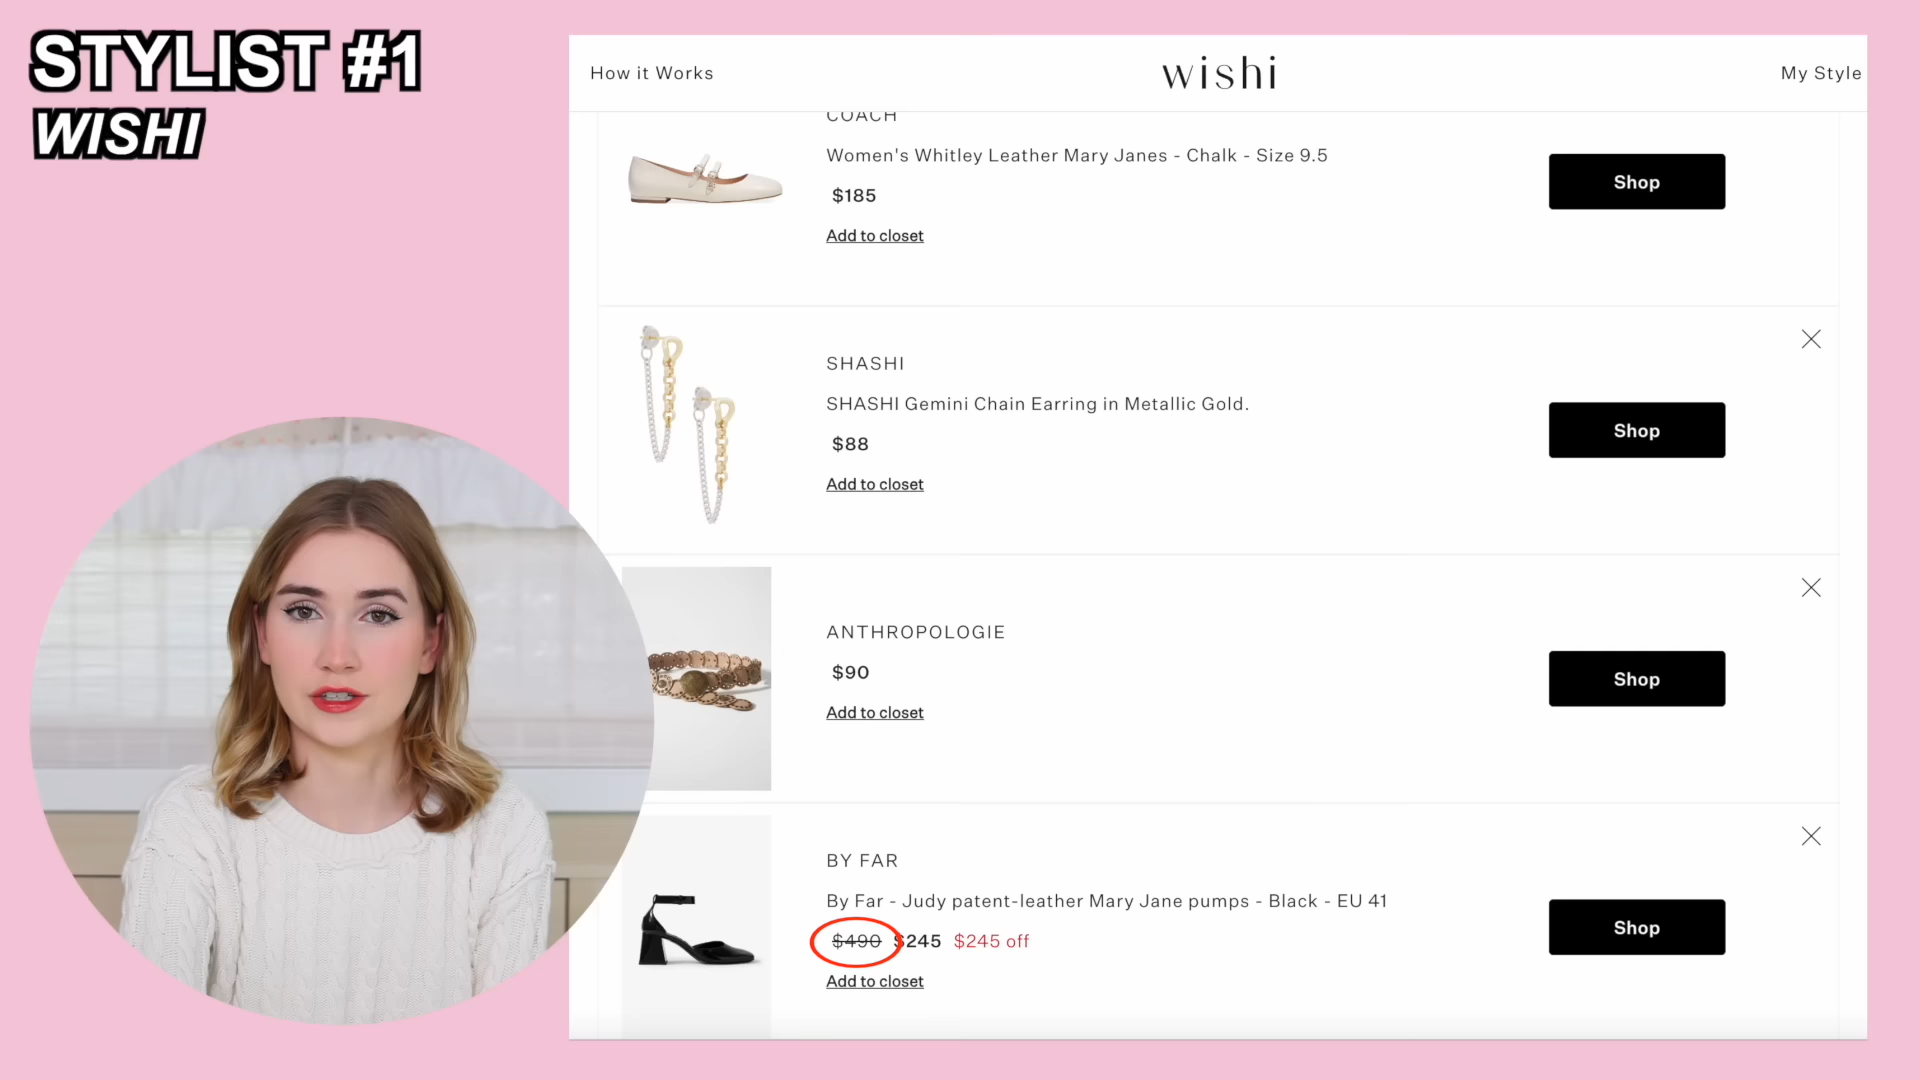 STYLIST #1
WISHI
How it Works
wishi
My Style
COACH
Women's Whitley Leather Mary Janes - Chalk - Size 9.5
$185
Add to closet
Shop
SHASHI
SHASHI Gemini Chain Earring in Metallic Gold.
$88
Add to closet
Shop
ANTHROPOLOGIE
$90
Add to closet
Shop
BY FAR
By Far - Judy patent-leather Mary Jane pumps - Black - EU 41
$490 $245 $245 off
Add to closet
Shop